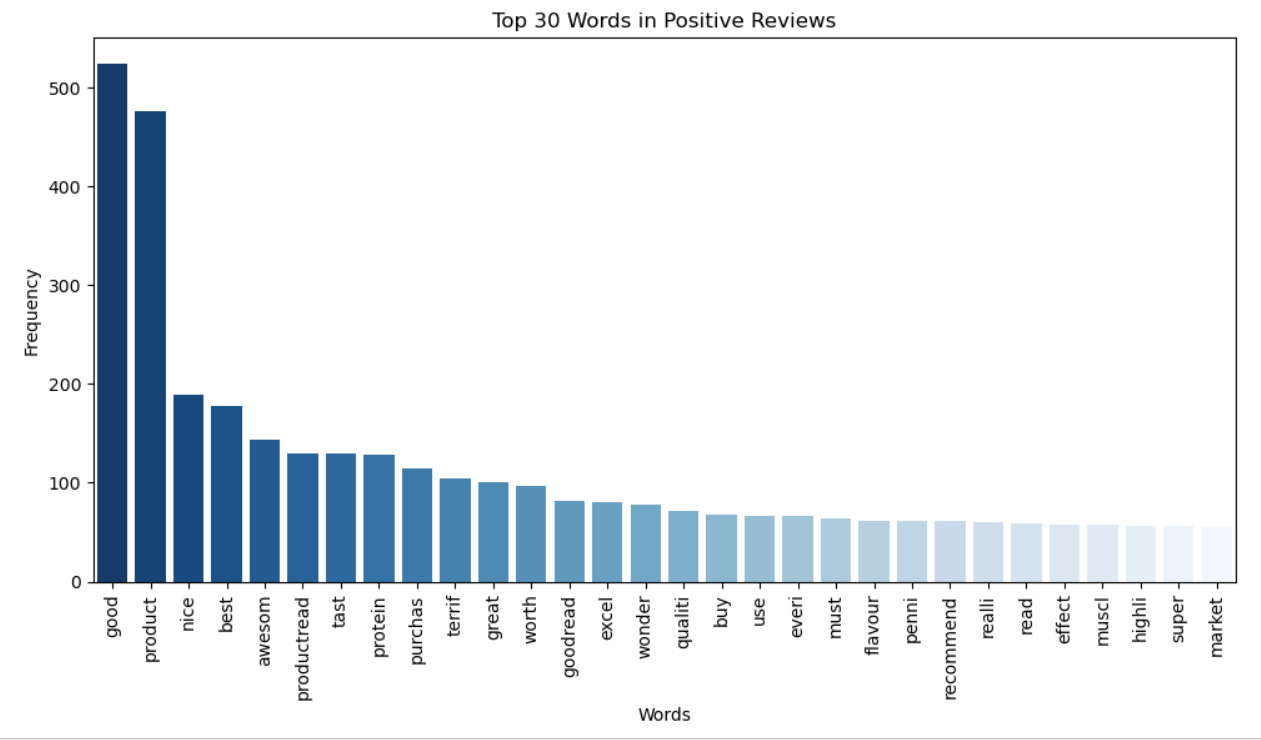 Top 30 Words in Positive Reviews
500
400
300
200
100
0
Frequency
good
product
nice
best
awesom
productread
tast
protein
purchas
terrif
great
worth
goodread
excel
wonder
qualiti
buy
use
everi
must
flavour
penni
recommend
realli
read
effect
muscl
highli
super
market
Words